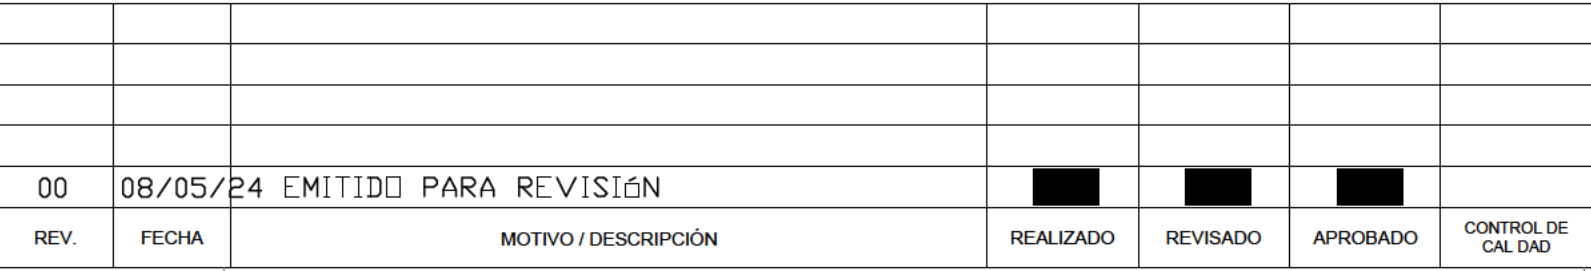 00 08/05/24 EMITIDO PARA REVISIóN
REV. FECHA MOTIVO / DESCRIPCIÓN REALIZADO REVISADO APROBADO CONTROL DE
CAL DAD